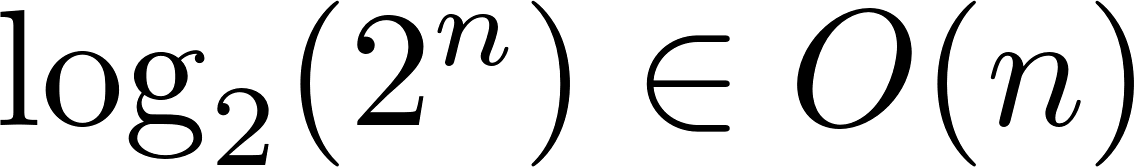 log₂(2ⁿ) ∈ O(n)